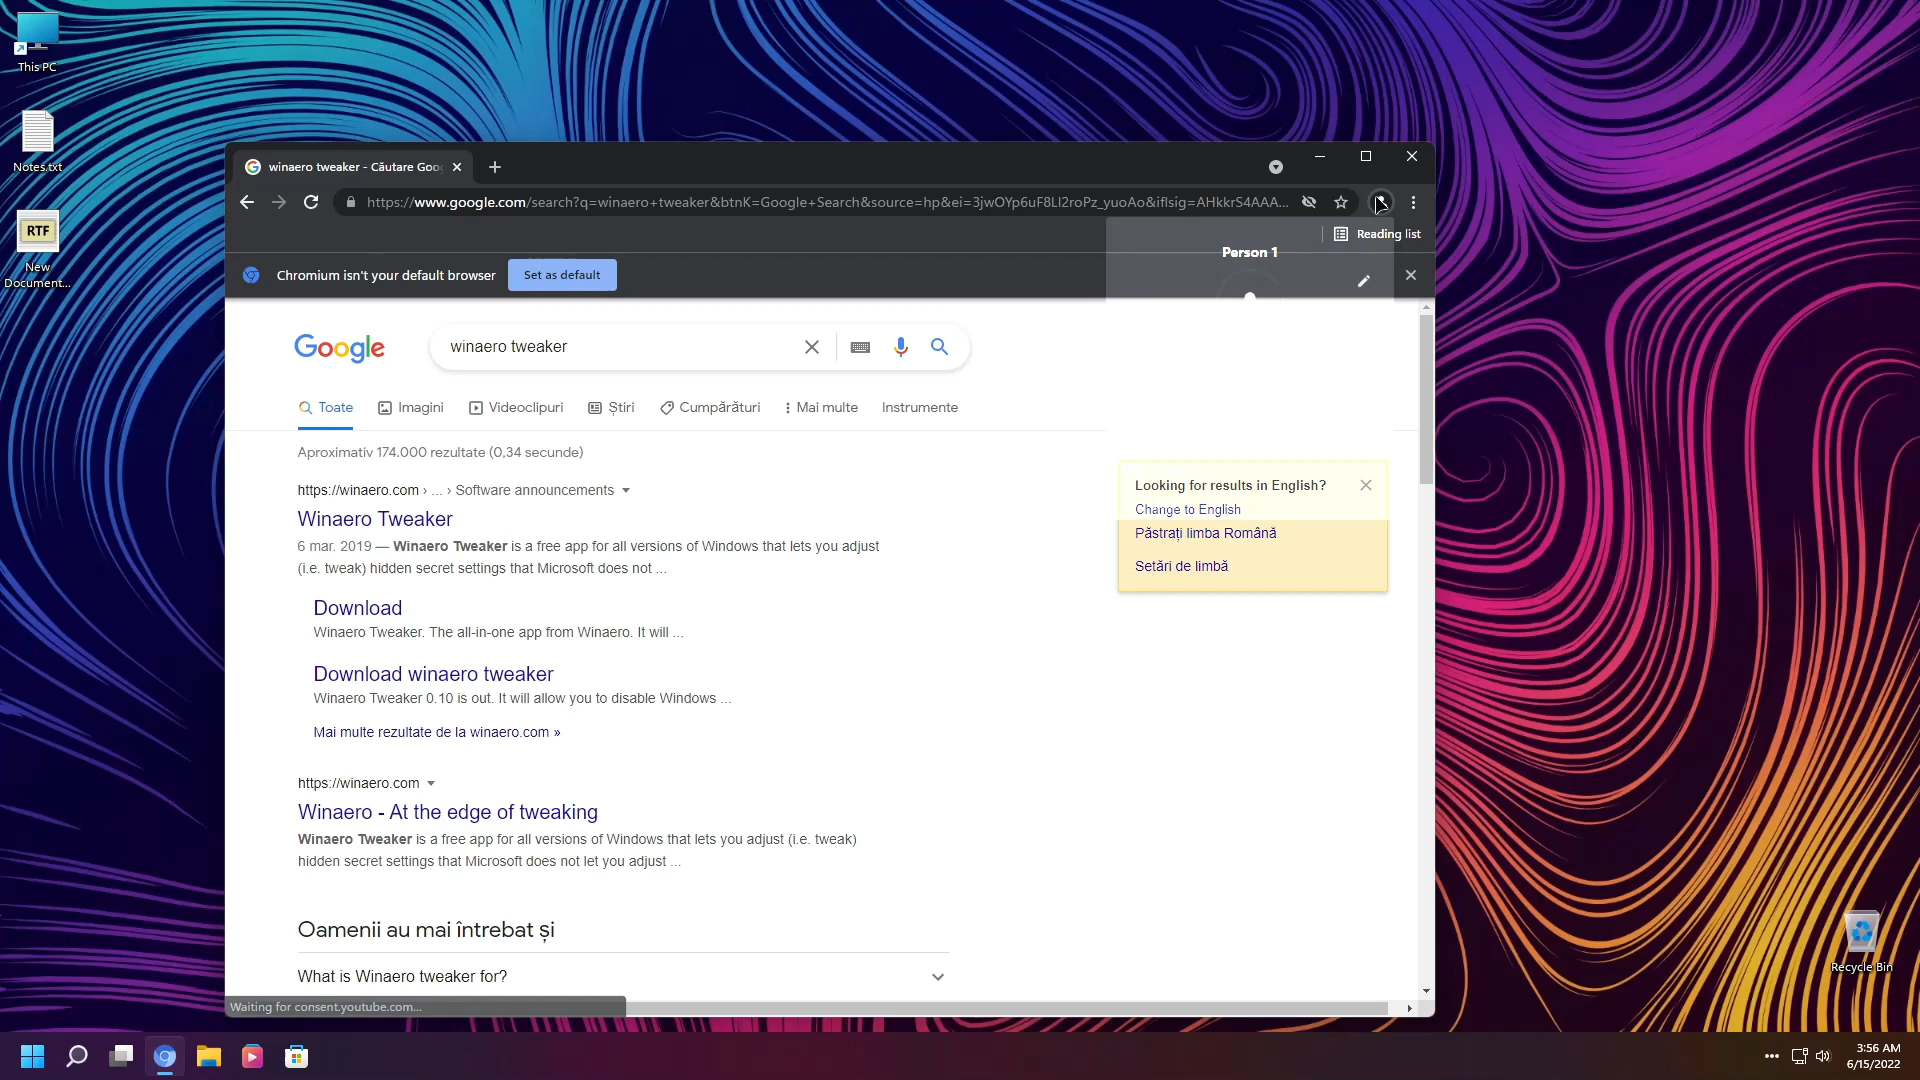 This PC
Notes.txt
RTF
New
Document...
winaero tweaker - Căutare Goo
https://www.google.com/search?q=winaero+tweaker&btnK=Google+Search&source=hp&ei=3jwOYp6uF8LI2roPz_yuoAo&iflsig=AHkkrS4AAA...
Reading list
Person 1
Chromium isn't your default browser
Set as default
Google
winaero tweaker
Toate
Imagini
Videoclipuri
Știri
Cumpărături
Mai multe
Instrumente
Aproximativ 174.000 rezultate (0,34 secunde)
https://winaero.com › ... › Software announcements
Winaero Tweaker
6 mar. 2019 — Winaero Tweaker is a free app for all versions of Windows that lets you adjust
(i.e. tweak) hidden secret settings that Microsoft does not ...
Download
Winaero Tweaker. The all-in-one app from Winaero. It will ...
Download winaero tweaker
Winaero Tweaker 0.10 is out. It will allow you to disable Windows ...
Mai multe rezultate de la winaero.com »
https://winaero.com
Winaero - At the edge of tweaking
Winaero Tweaker is a free app for all versions of Windows that lets you adjust (i.e. tweak)
hidden secret settings that Microsoft does not let you adjust ...
Oamenii au mai întrebat și
What is Winaero tweaker for?
Looking for results in English?
Change to English
Păstrați limba Română
Setări de limbă
Waiting for consent.youtube.com...
Recycle Bin
3:56 AM
6/15/2022